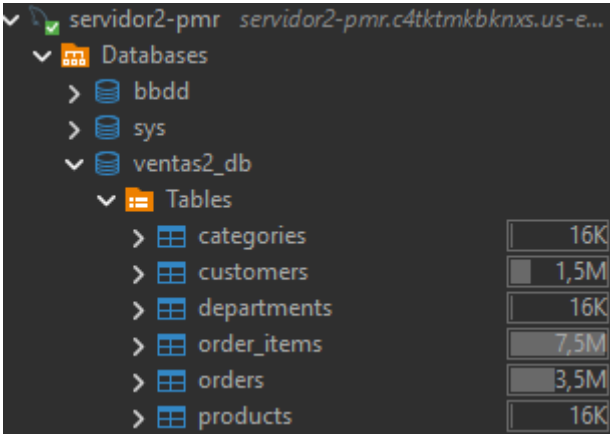 servidor2-pmr servidor2-pmr.c4tktmkbknxs.us-e...
Databases
bbdd
sys
ventas2_db
Tables
categories 16K
customers 1,5M
departments 16K
order_items 7,5M
orders 3,5M
products 16K